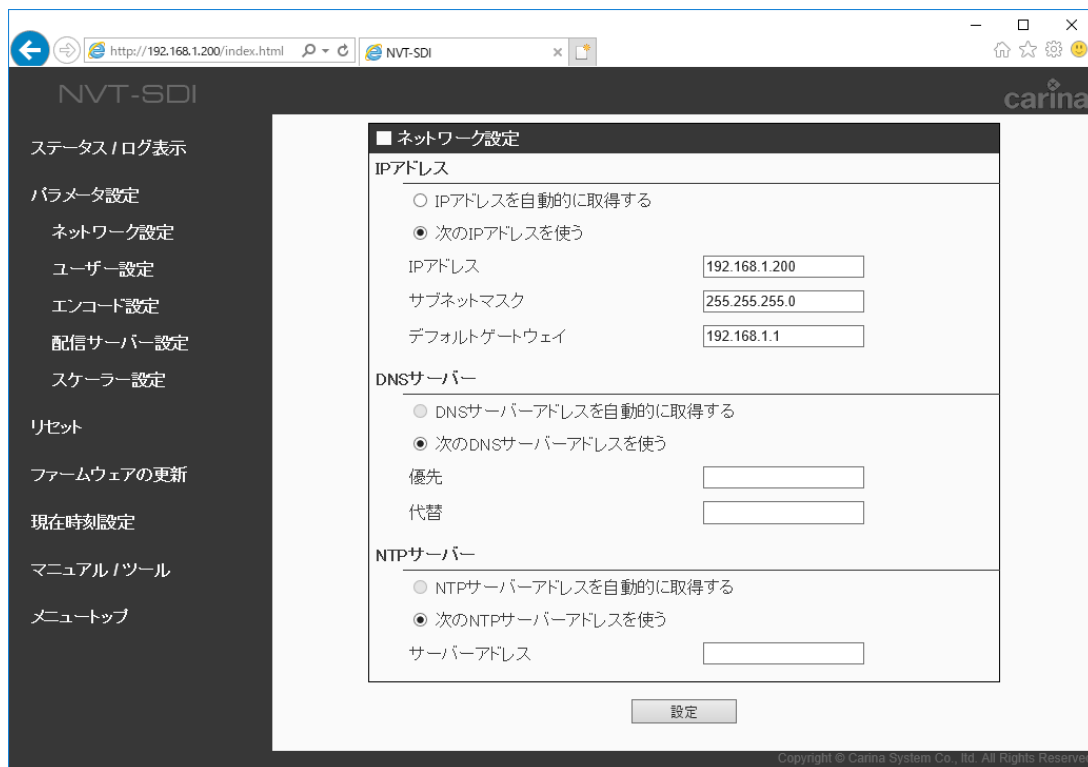 http://192.168.1.200/index.html
NVT-SDI
NVT-SDI
carina
ステータス / ログ表示
パラメータ設定
ネットワーク設定
ユーザー設定
エンコード設定
配信サーバー設定
スケーラー設定
リセット
ファームウェアの更新
現在時刻設定
マニュアル / ツール
メニュートップ
■ ネットワーク設定
IPアドレス
IPアドレスを自動的に取得する
次のIPアドレスを使う
IPアドレス 192.168.1.200
サブネットマスク 255.255.255.0
デフォルトゲートウェイ 192.168.1.1
DNSサーバー
DNSサーバーアドレスを自動的に取得する
次のDNSサーバーアドレスを使う
優先
代替
NTPサーバー
NTPサーバーアドレスを自動的に取得する
次のNTPサーバーアドレスを使う
サーバーアドレス
設定
Copyright © Carina System Co., ltd. All Rights Reserve